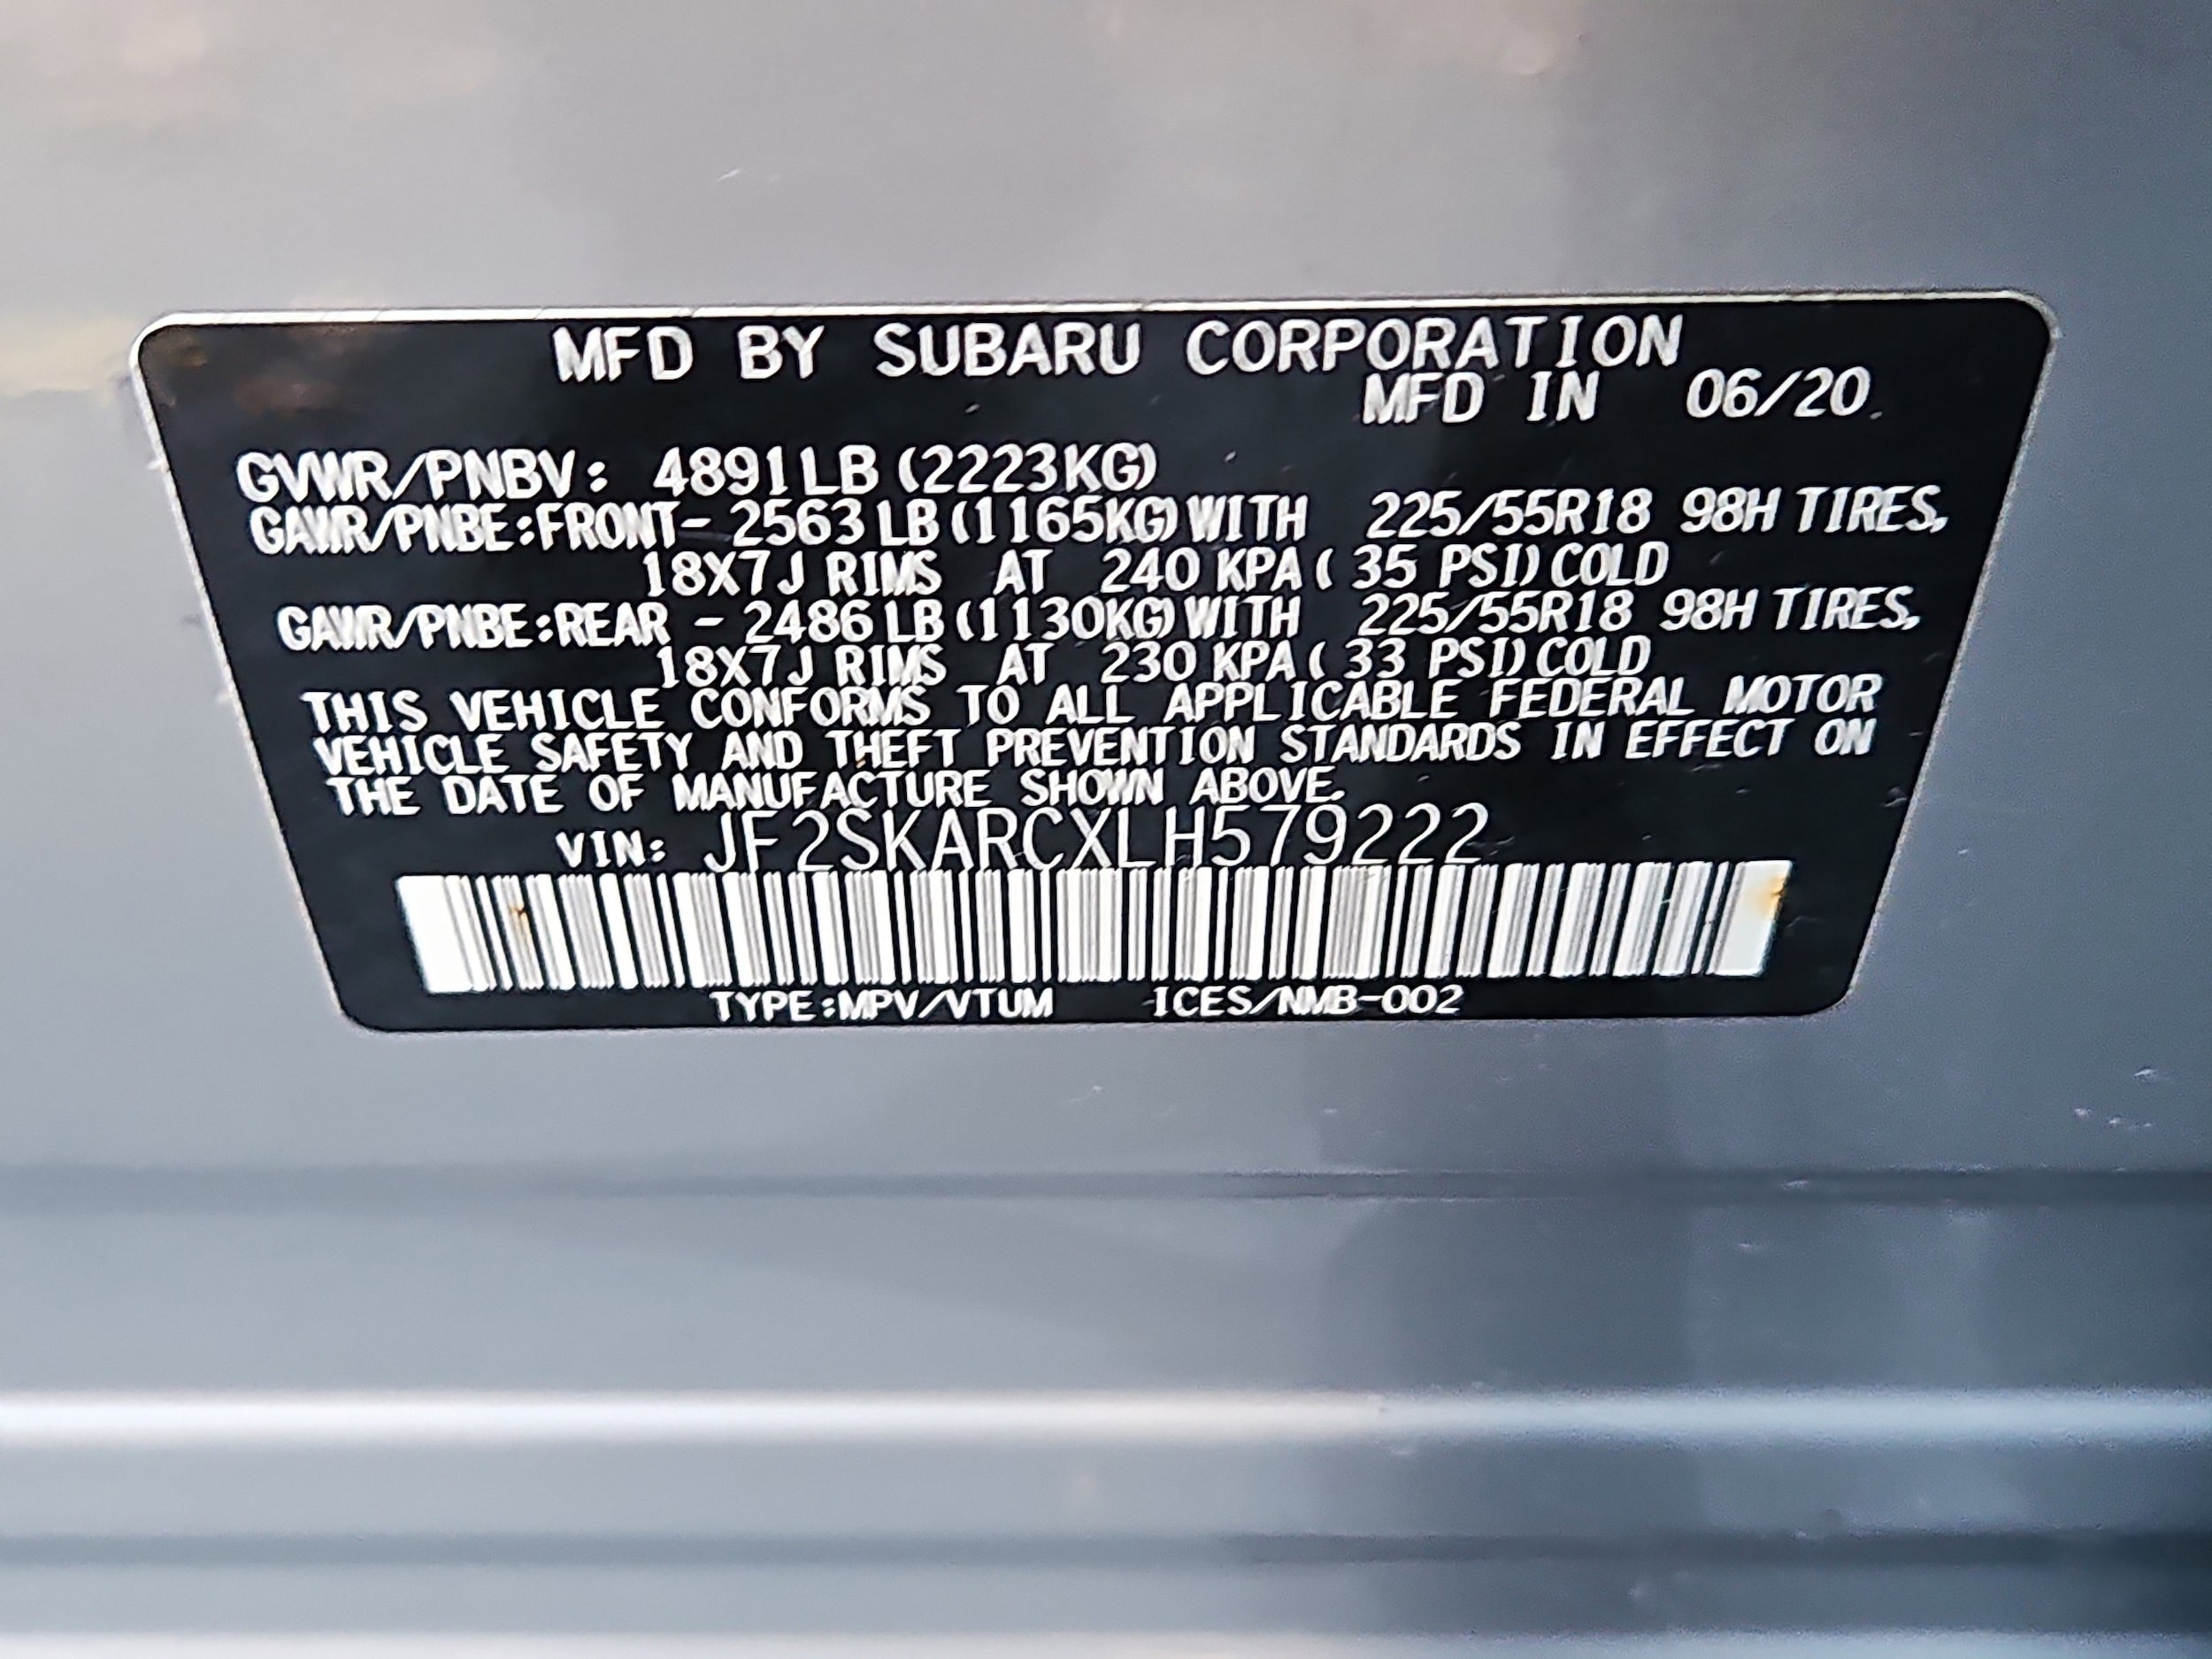 MFD BY SUBARU CORPORATION
MFD IN 06/20
GVWR/PNBV: 4891LB (2223KG)
GAWR/PNBE:FRONT- 2563 LB (1165KG) WITH 225/55R18 98H TIRES,
18X7J RIMS AT 240 KPA ( 35 PSI) COLD
GAWR/PNBE:REAR - 2486 LB (1130KG) WITH 225/55R18 98H TIRES,
18X7J RIMS AT 230 KPA ( 33 PSI) COLD
THIS VEHICLE CONFORMS TO ALL APPLICABLE FEDERAL MOTOR
VEHICLE SAFETY AND THEFT PREVENTION STANDARDS IN EFFECT ON
THE DATE OF MANUFACTURE SHOWN ABOVE.
VIN: JF2SKARCXLH579222
TYPE:MPV/VTUM ICES/NMB-002